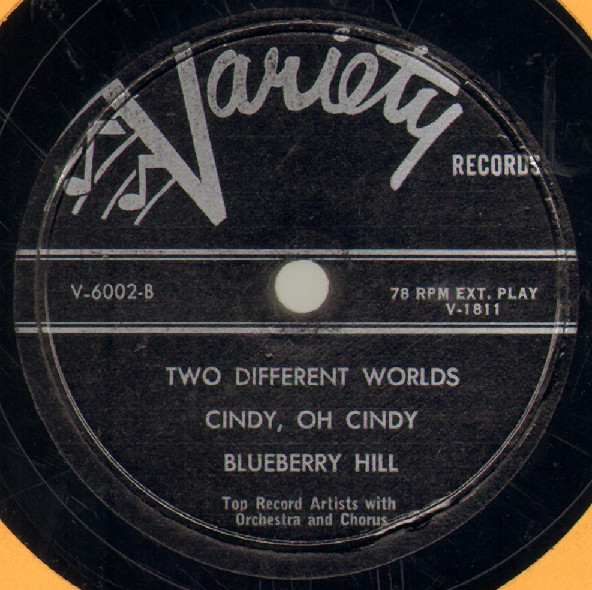 Variety
RECORDS
V-6002-B
78 RPM EXT. PLAY
V-1811
TWO DIFFERENT WORLDS
CINDY, OH CINDY
BLUEBERRY HILL
Top Record Artists with
Orchestra and Chorus